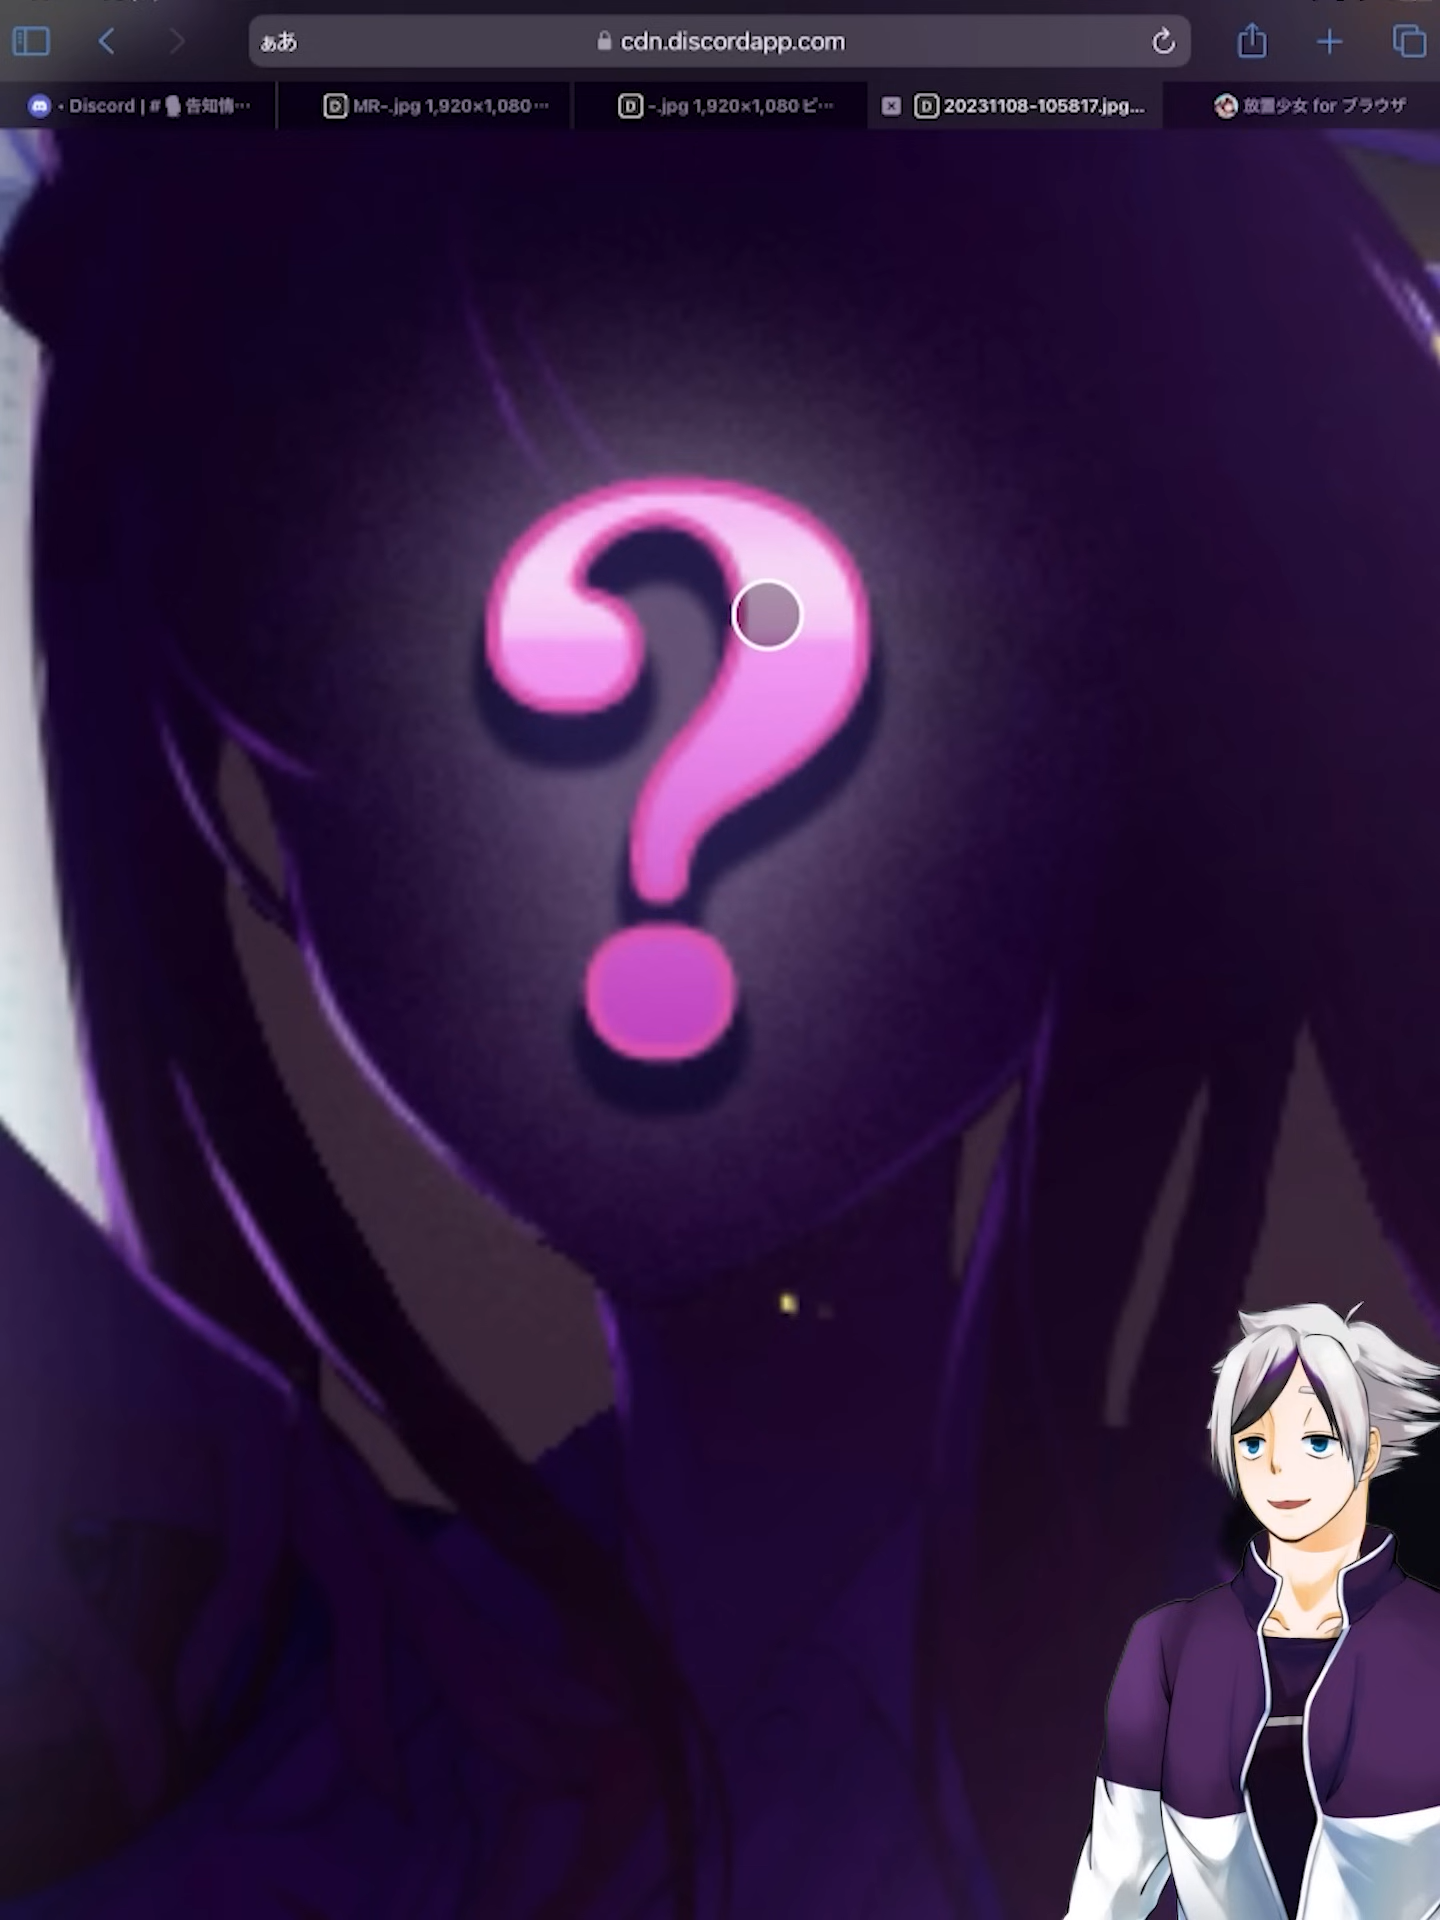 ぁあ
cdn.discordapp.com
• Discord | # 告知情…
MR-.jpg 1,920×1,080…
-.jpg 1,920×1,080 ピ…
20231108-105817.jpg...
放置少女 for ブラウザ
?